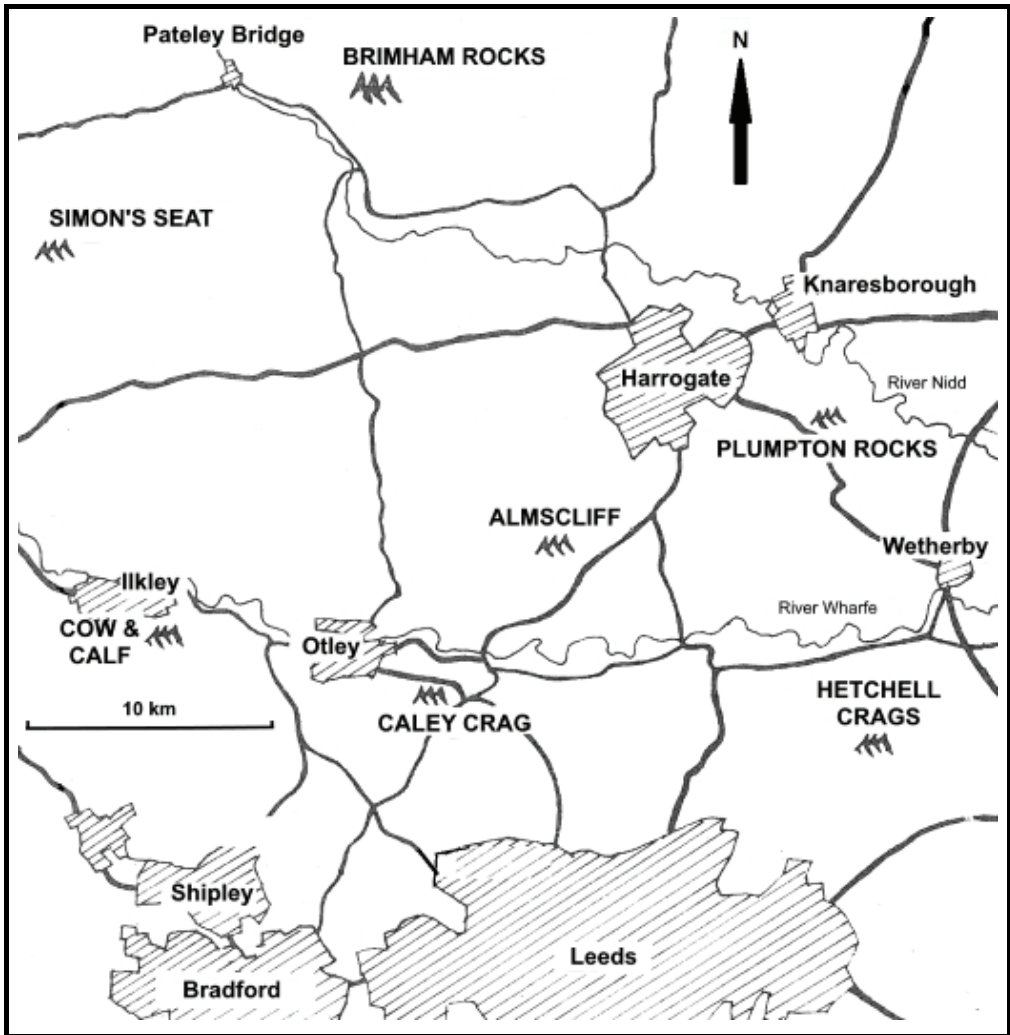 Pateley Bridge
BRIMHAM ROCKS
N
SIMON'S SEAT
Knaresborough
Harrogate
River Nidd
PLUMPTON ROCKS
ALMSCLIFF
Wetherby
Ilkley
COW &
CALF
River Wharfe
Otley
10 km
CALEY CRAG
HETCHELL
CRAGS
Shipley
Leeds
Bradford